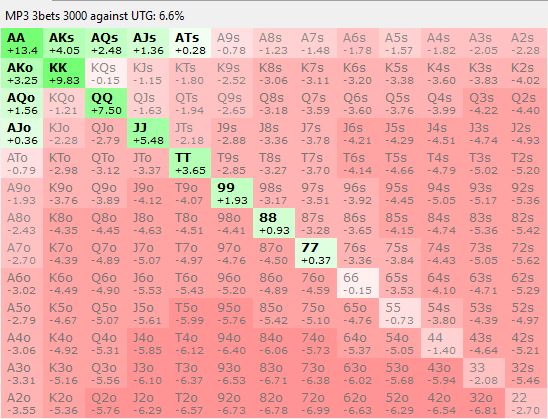 MP3 3bets 3000 against UTG: 6.6%
AA AKs AQs AJs ATs A9s A8s A7s A6s A5s A4s A3s A2s
+13.4 +4.05 +2.48 +1.36 +0.28 -0.78 -1.23 -1.48 -1.78 -1.57 -1.82 -2.05 -2.28
AKo KK KQs KJs KTs K9s K8s K7s K6s K5s K4s K3s K2s
+3.25 +9.83 -0.15 -1.15 -1.80 -2.52 -3.06 -3.11 -3.20 -3.38 -3.60 -3.83 -4.02
AQo KQo QQ QJs QTs Q9s Q8s Q7s Q6s Q5s Q4s Q3s Q2s
+1.56 -1.21 +7.50 -1.63 -1.94 -2.65 -3.18 -3.59 -3.60 -3.76 -3.99 -4.22 -4.40
AJo KJo QJo JJ JTs J9s J8s J7s J6s J5s J4s J3s J2s
+0.36 -2.28 -2.79 +5.48 -2.18 -2.88 -3.36 -3.78 -4.21 -4.29 -4.51 -4.74 -4.93
ATo KTo QTo JTo TT T9s T8s T7s T6s T5s T4s T3s T2s
-0.79 -2.98 -3.12 -3.37 +3.65 -2.85 -3.27 -3.70 -4.14 -4.66 -4.79 -5.02 -5.20
A9o K9o Q9o J9o T9o 99 98s 97s 96s 95s 94s 93s 92s
-1.93 -3.76 -3.89 -4.12 -4.07 +1.93 -3.17 -3.51 -3.92 -4.45 -5.05 -5.17 -5.36
A8o K8o Q8o J8o T8o 98o 88 87s 86s 85s 84s 83s 82s
-2.43 -4.35 -4.45 -4.63 -4.51 -4.41 +0.93 -3.28 -3.65 -4.15 -4.74 -5.36 -5.42
A7o K7o Q7o J7o T7o 97o 87o 77 76s 75s 74s 73s 72s
-2.70 -4.39 -4.89 -5.07 -4.97 -4.76 -4.50 +0.37 -3.36 -3.84 -4.43 -5.05 -5.62
A6o K6o Q6o J6o T6o 96o 86o 76o 66 65s 64s 63s 62s
-3.02 -4.49 -4.90 -5.53 -5.43 -5.20 -4.89 -4.59 -0.15 -3.53 -4.10 -4.71 -5.29
A5o K5o Q5o J5o T5o 95o 85o 75o 65o 55 54s 53s 52s
-2.79 -4.67 -5.07 -5.61 -5.99 -5.76 -5.42 -5.10 -4.76 -0.73 -3.80 -4.39 -4.97
A4o K4o Q4o J4o T4o 94o 84o 74o 64o 54o 44 43s 42s
-3.06 -4.92 -5.31 -5.85 -6.12 -6.40 -6.06 -5.73 -5.37 -5.05 -1.40 -4.64 -5.21
A3o K3o Q3o J3o T3o 93o 83o 73o 63o 53o 43o 33 32s
-3.31 -5.16 -5.56 -6.10 -6.37 -6.53 -6.71 -6.38 -6.02 -5.68 -5.94 -2.08 -5.46
A2o K2o Q2o J2o T2o 92o 82o 72o 62o 52o 42o 32o 22
-3.55 -5.36 -5.76 -6.29 -6.57 -6.73 -6.78 -6.99 -6.63 -6.29 -6.54 -6.81 -2.70